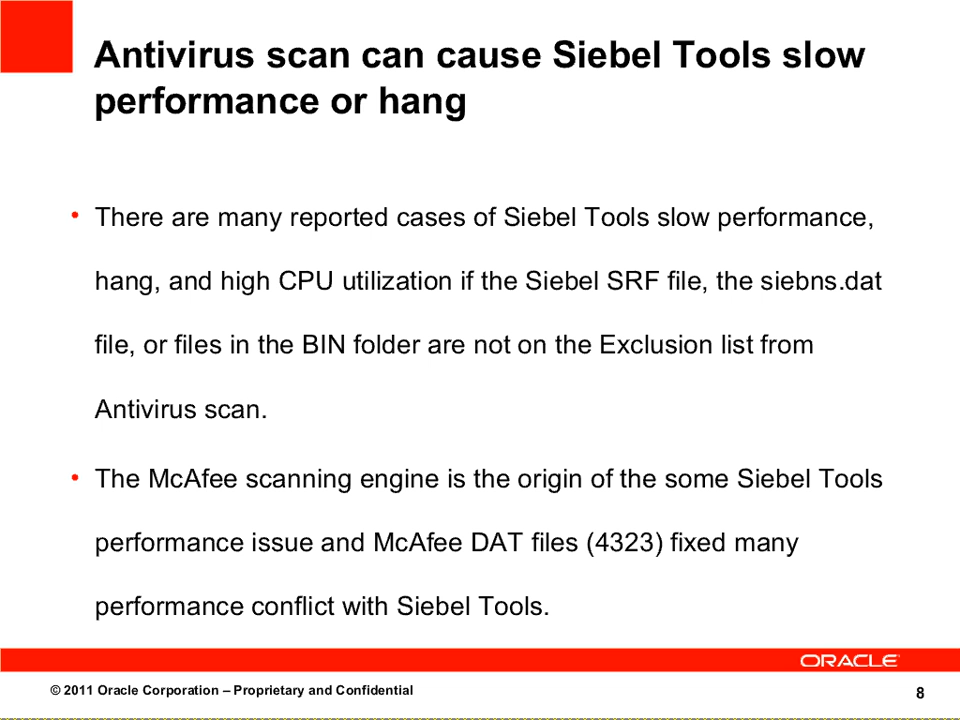 Antivirus scan can cause Siebel Tools slow
performance or hang
• There are many reported cases of Siebel Tools slow performance,
hang, and high CPU utilization if the Siebel SRF file, the siebns.dat
file, or files in the BIN folder are not on the Exclusion list from
Antivirus scan.
• The McAfee scanning engine is the origin of the some Siebel Tools
performance issue and McAfee DAT files (4323) fixed many
performance conflict with Siebel Tools.
ORACLE
© 2011 Oracle Corporation – Proprietary and Confidential
8